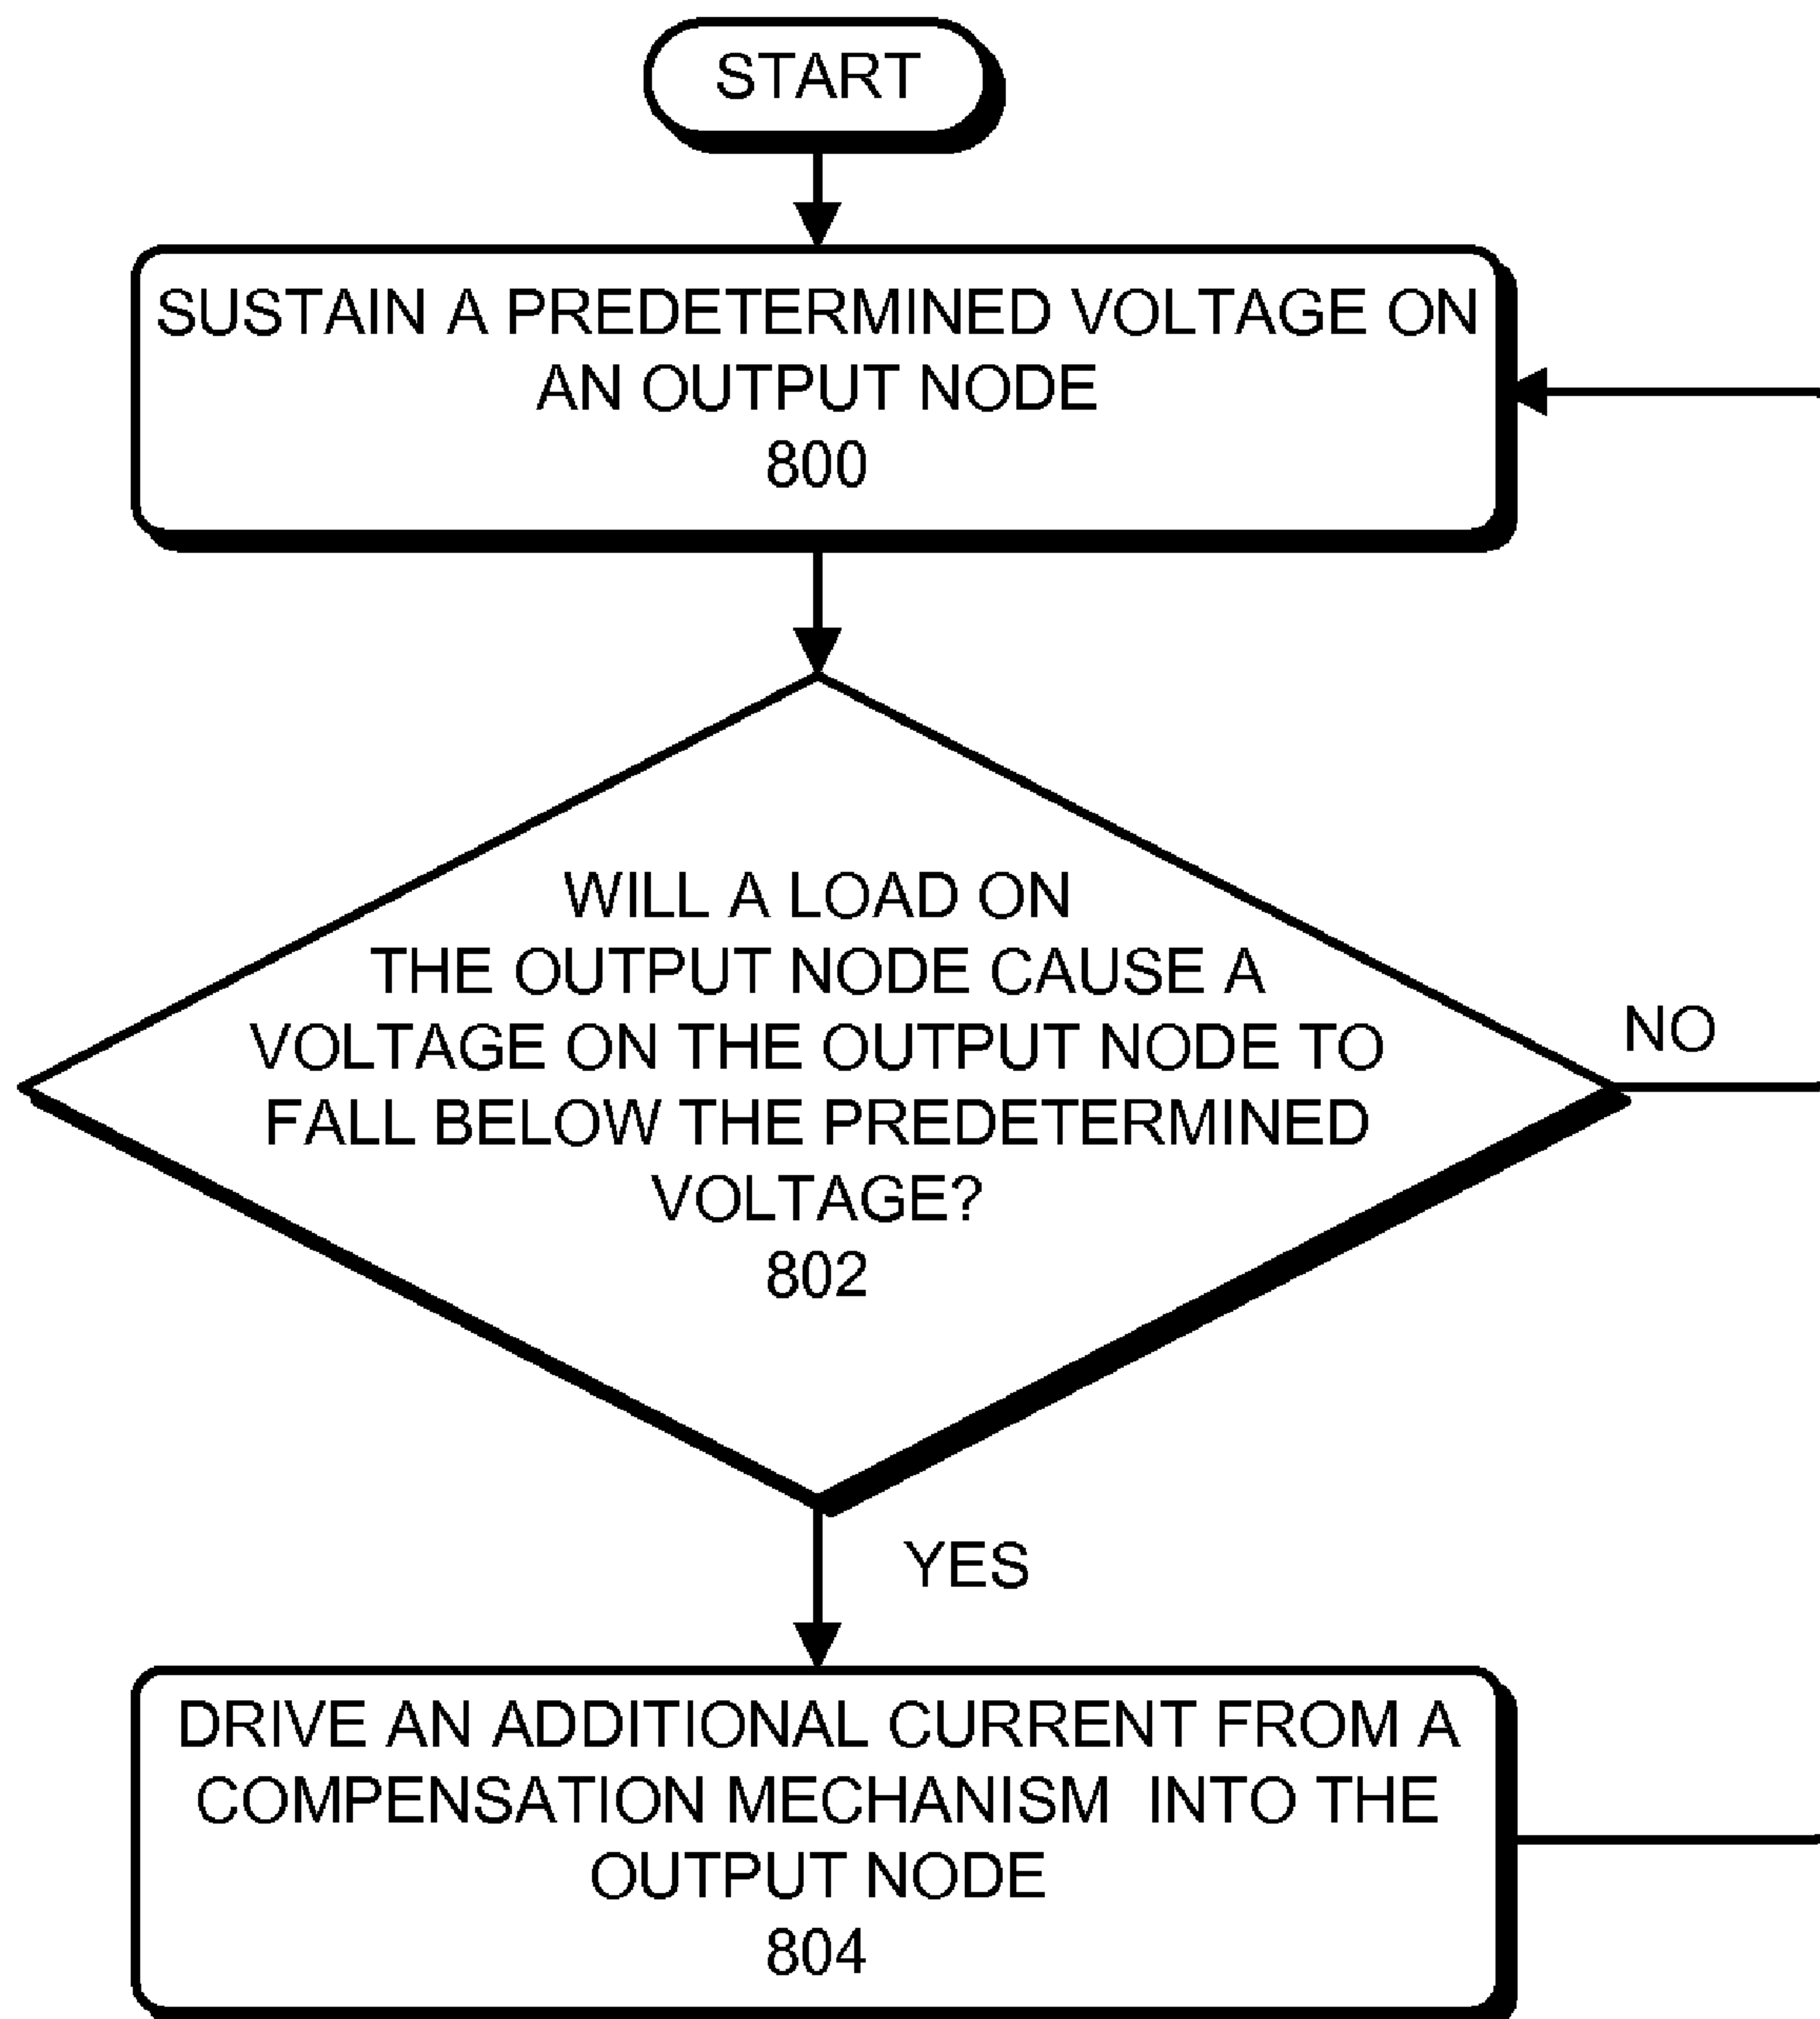 START
SUSTAIN A PREDETERMINED VOLTAGE ON
AN OUTPUT NODE
800
WILL A LOAD ON
THE OUTPUT NODE CAUSE A
VOLTAGE ON THE OUTPUT NODE TO
FALL BELOW THE PREDETERMINED
VOLTAGE?
802
NO
YES
DRIVE AN ADDITIONAL CURRENT FROM A
COMPENSATION MECHANISM INTO THE
OUTPUT NODE
804